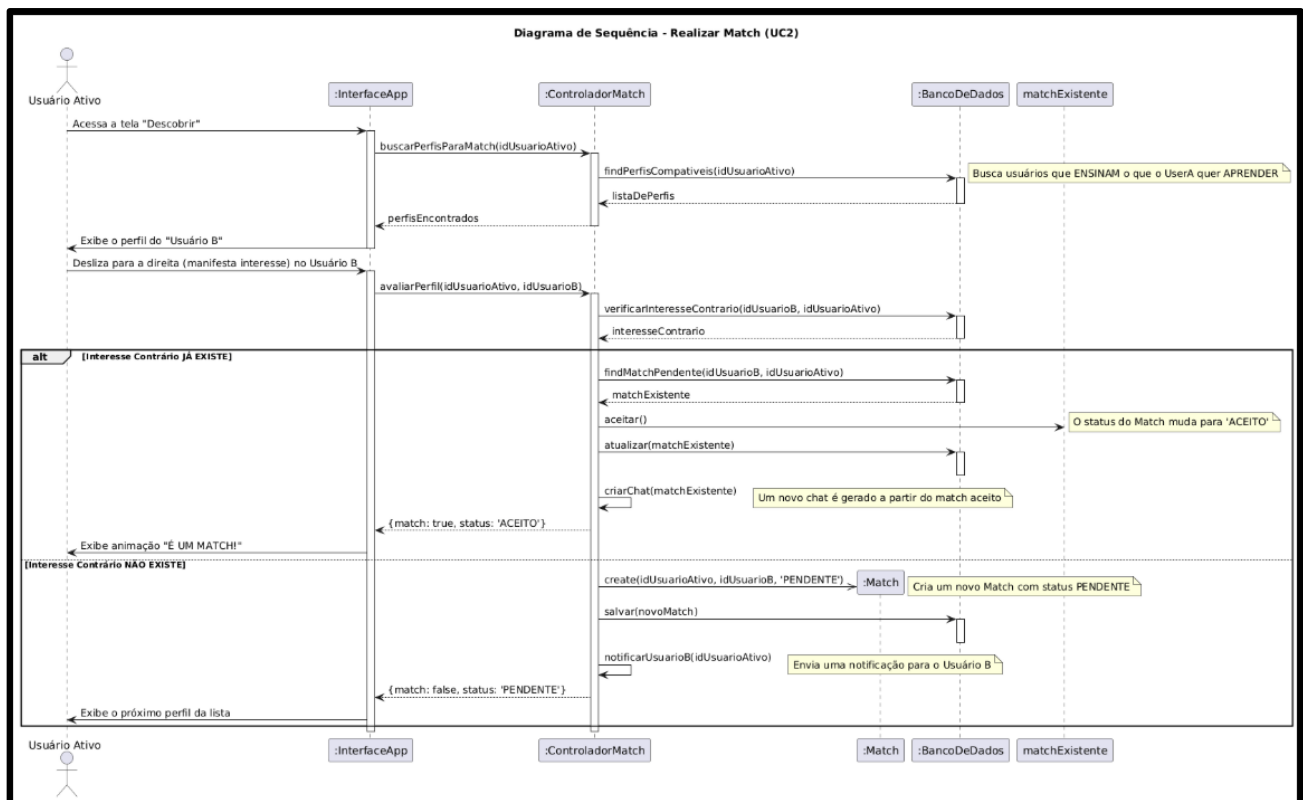 Diagrama de Sequência - Realizar Match (UC2)
Usuário Ativo
:InterfaceApp
:ControladorMatch
:BancoDeDados
matchExistente
Acessa a tela "Descobrir"
buscarPerfisParaMatch(idUsuarioAtivo)
findPerfisCompativeis(idUsuarioAtivo)
Busca usuários que ENSINAM o que o UserA quer APRENDER
listaDePerfis
perfisEncontrados
Exibe o perfil do "Usuário B"
Desliza para a direita (manifesta interesse) no Usuário B
avaliarPerfil(idUsuarioAtivo, idUsuarioB)
verificarInteresseContrario(idUsuarioB, idUsuarioAtivo)
interesseContrario
alt
[Interesse Contrário JÁ EXISTE]
findMatchPendente(idUsuarioB, idUsuarioAtivo)
matchExistente
aceitar()
O status do Match muda para 'ACEITO'
atualizar(matchExistente)
criarChat(matchExistente)
Um novo chat é gerado a partir do match aceito
{match: true, status: 'ACEITO'}
Exibe animação "É UM MATCH!"
[Interesse Contrário NÃO EXISTE]
create(idUsuarioAtivo, idUsuarioB, 'PENDENTE')
:Match
Cria um novo Match com status PENDENTE
salvar(novoMatch)
notificarUsuarioB(idUsuarioAtivo)
Envia uma notificação para o Usuário B
{match: false, status: 'PENDENTE'}
Exibe o próximo perfil da lista
Usuário Ativo
:InterfaceApp
:ControladorMatch
:Match
:BancoDeDados
matchExistente